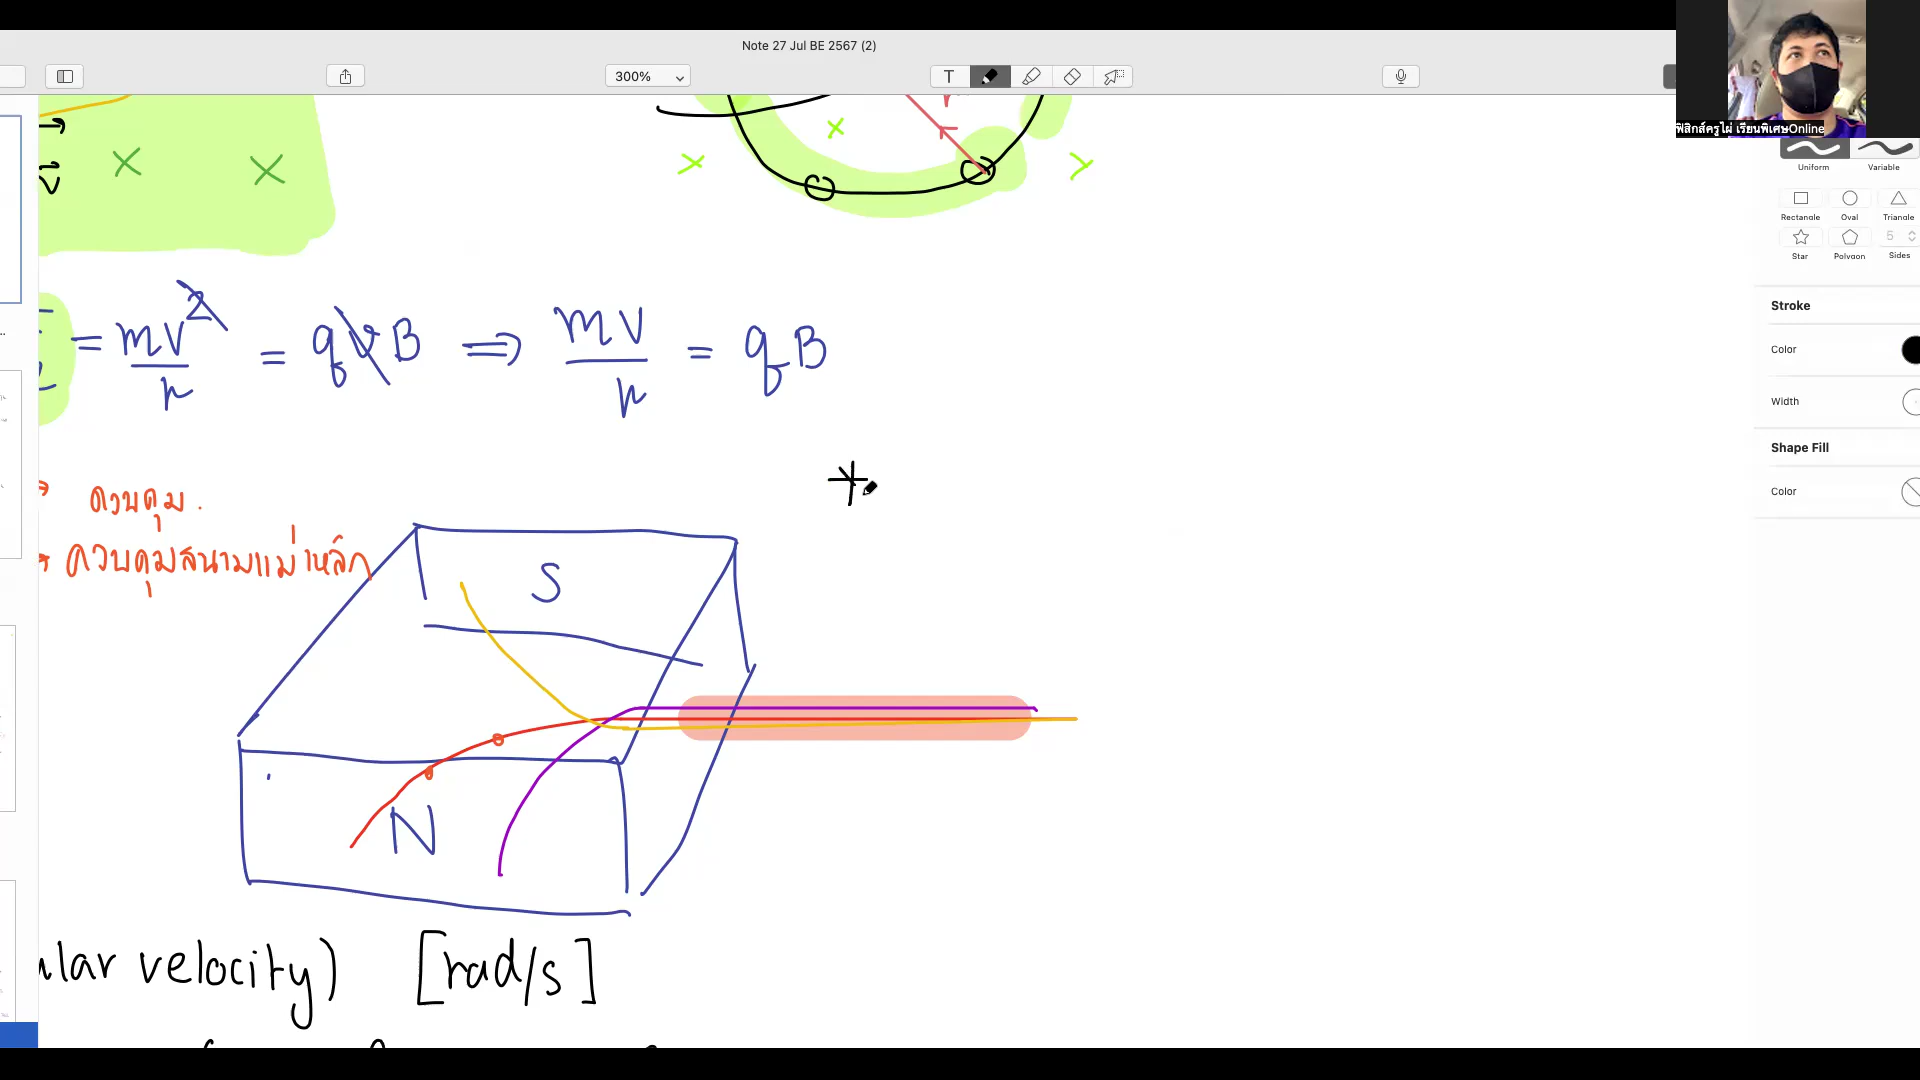 Note 27 Jul BE 2567 (2)
300%
T
ฟิสิกส์ครูไผ่ เรียนพิเศษOnline
Uniform
Variable
Rectangle
Oval
Triangle
5
Star
Polygon
Sides
Stroke
Color
Width
Shape Fill
Color
x
x
x
v
x
x
= mv²/r = qvB ⇒ mv/r = qB
ควบคุม.
ควบคุมสนามแม่เหล็ก
S
N
ular velocity) [rad/s]